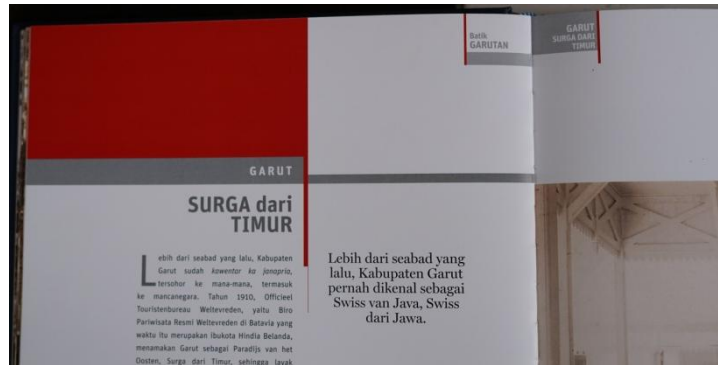 Batik
GARUTAN
GARUT
SURGA DARI
TIMUR
GARUT
SURGA dari
TIMUR
Lebih dari seabad yang lalu, Kabupaten
Garut sudah kawentar ka janapria,
tersohor ke mana-mana, termasuk
ke mancanegara. Tahun 1910, Officieel
Touristenbureau Weltevreden, yaitu Biro
Pariwisata Resmi Weltevreden di Batavia yang
waktu itu merupakan ibukota Hindia Belanda,
menamakan Garut sebagai Paradijs van het
Oosten, Surga dari Timur, sehingga layak
Lebih dari seabad yang
lalu, Kabupaten Garut
pernah dikenal sebagai
Swiss van Java, Swiss
dari Jawa.